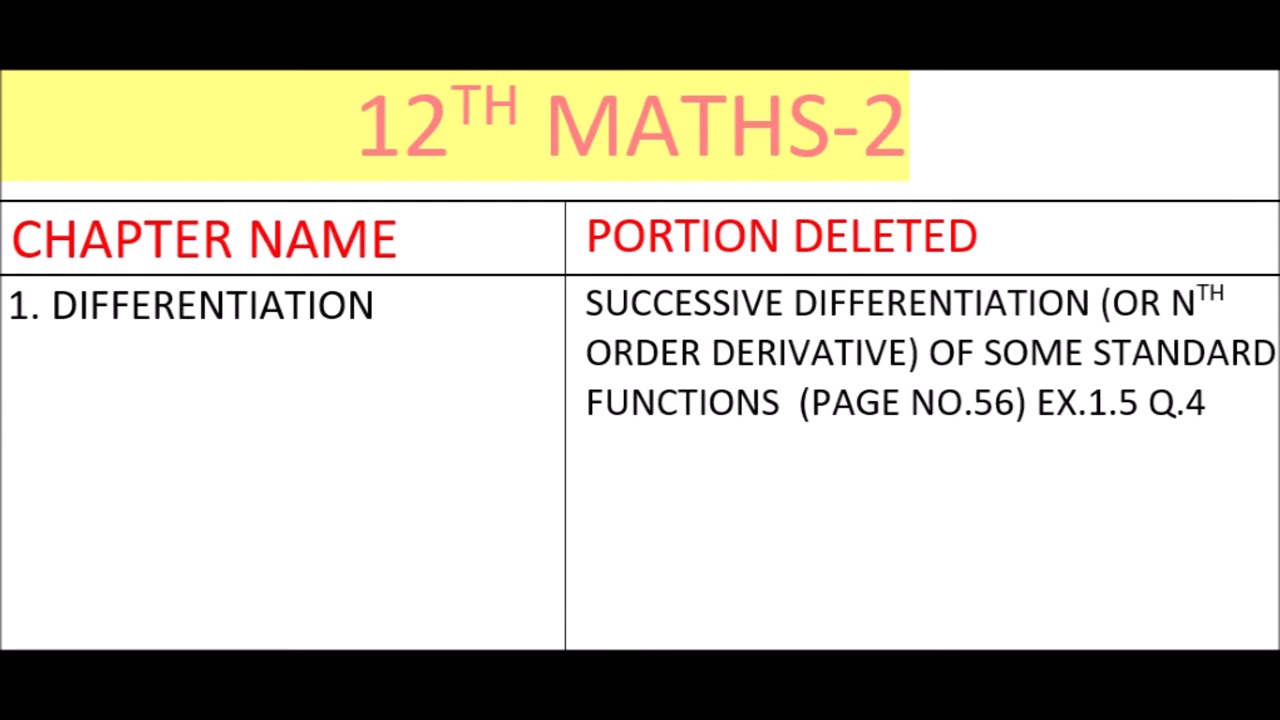 12TH MATHS-2
CHAPTER NAME
PORTION DELETED
1. DIFFERENTIATION
SUCCESSIVE DIFFERENTIATION (OR NTH
ORDER DERIVATIVE) OF SOME STANDARD
FUNCTIONS (PAGE NO.56) EX.1.5 Q.4